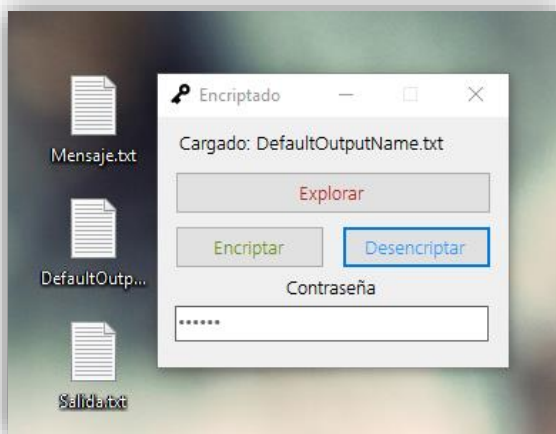 Mensaje.txt
DefaultOutp...
Salida.txt
Encriptado
Cargado: DefaultOutputName.txt
Explorar
Encriptar
Desencriptar
Contraseña
••••••